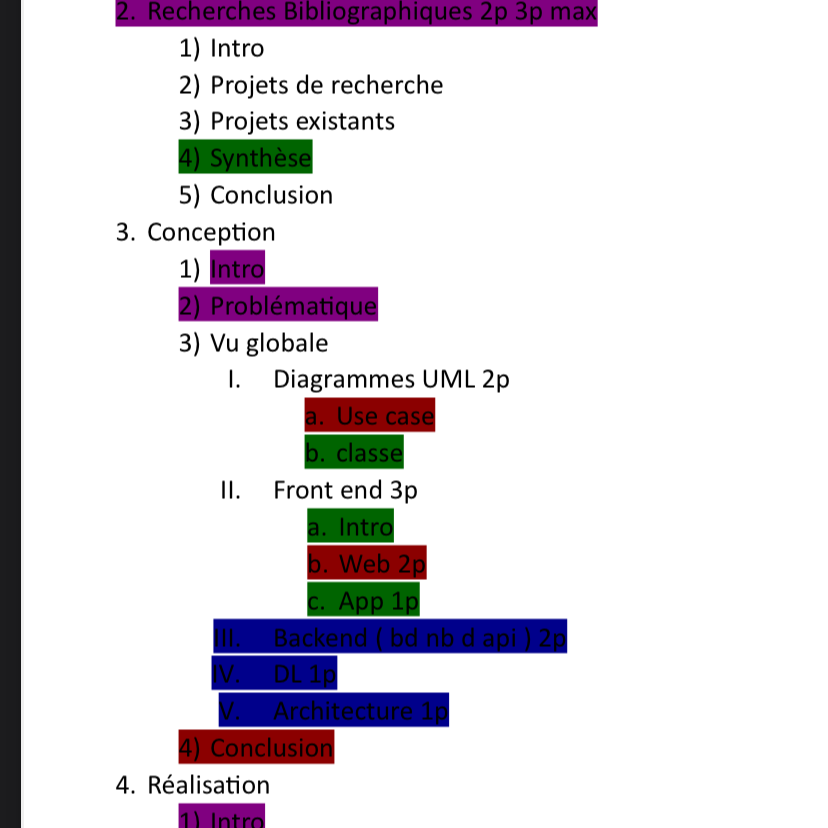 2. Recherches Bibliographiques 2p 3p max
1) Intro
2) Projets de recherche
3) Projets existants
4) Synthèse
5) Conclusion
3. Conception
1) Intro
2) Problématique
3) Vu globale
I. Diagrammes UML 2p
a. Use case
b. classe
II. Front end 3p
a. Intro
b. Web 2p
c. App 1p
III. Backend ( bd nb d api ) 2p
IV. DL 1p
V. Architecture 1p
4) Conclusion
4. Réalisation
1) Intro